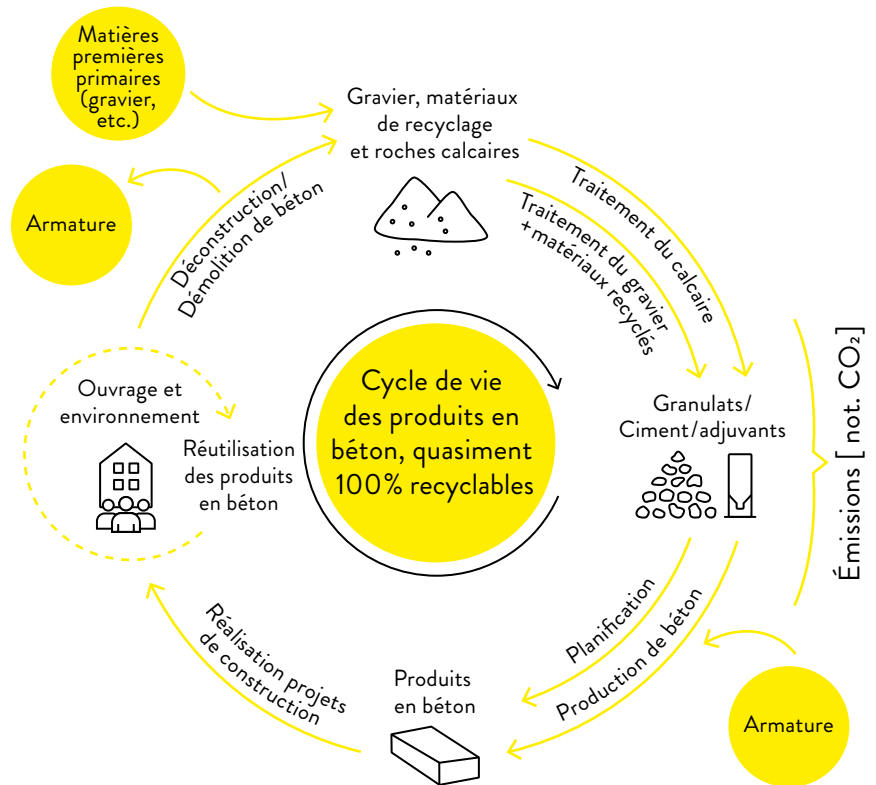 Matières
premières
primaires
(gravier,
etc.)
Gravier, matériaux
de recyclage
et roches calcaires
Armature
Déconstruction/
Démolition de béton
Traitement du calcaire
Traitement du gravier
+matériaux recyclés
Ouvrage et
environnement
Réutilisation
des produits
en béton
Cycle de vie
des produits en
béton, quasiment
100% recyclables
Granulats/
Ciment/adjuvants
Émissions [ not. CO₂]
Planification
Production de béton
Réalisation projets
de construction
Produits
en béton
Armature